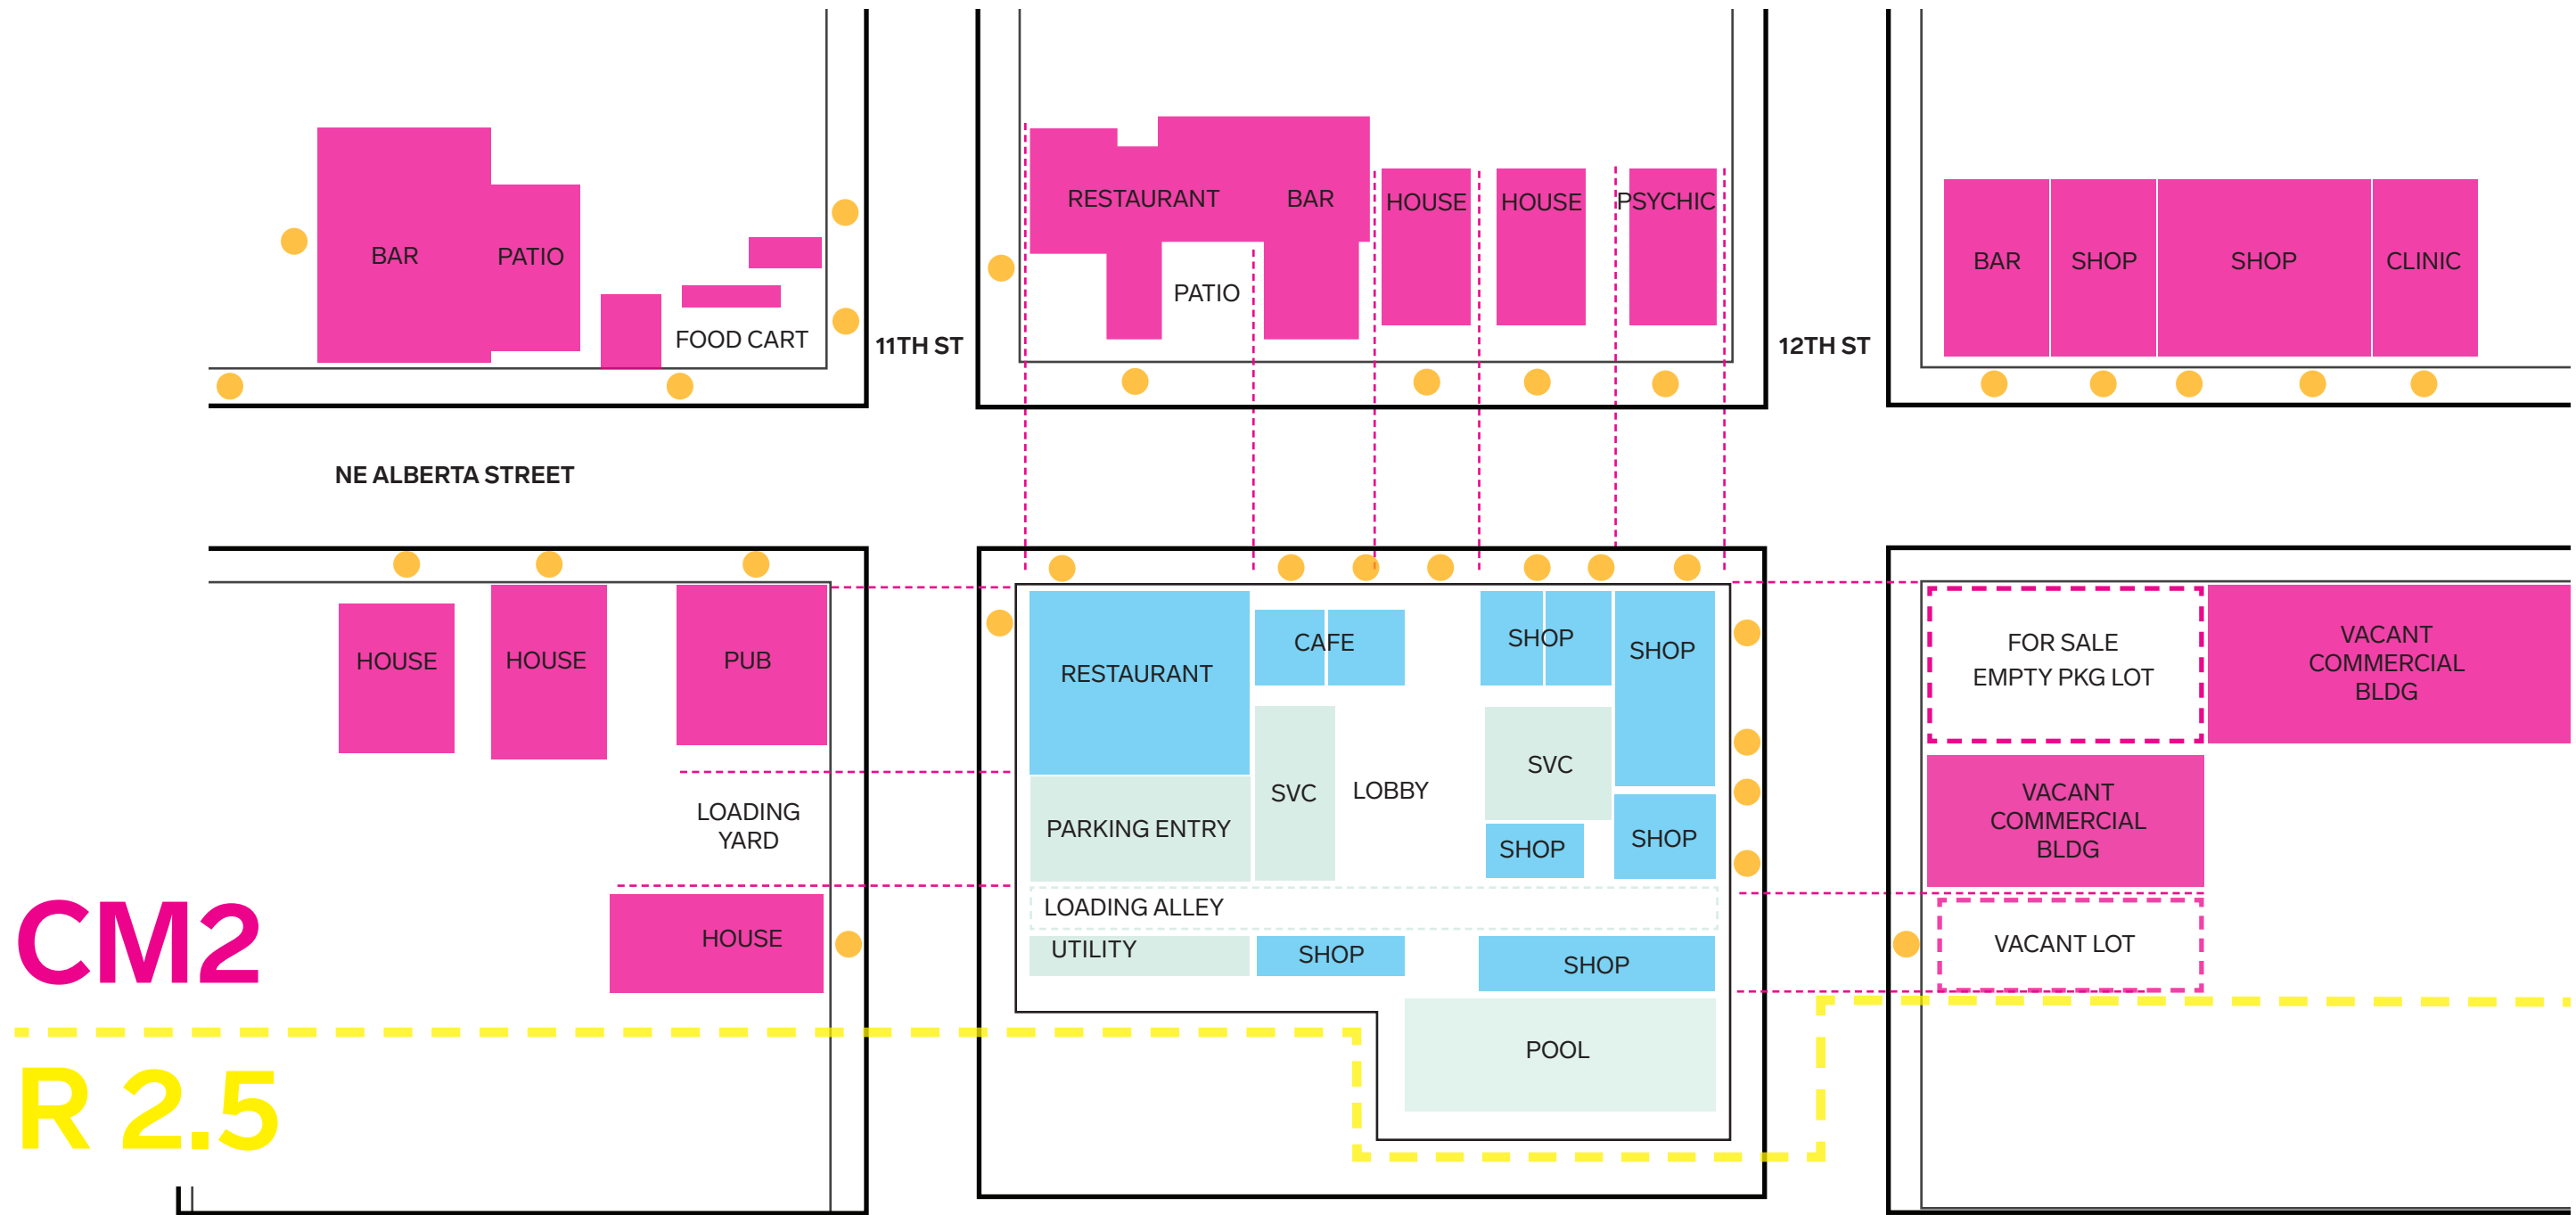 RESTAURANT
BAR
HOUSE
HOUSE
PSYCHIC
BAR
PATIO
PATIO
BAR
SHOP
SHOP
CLINIC
FOOD CART
11TH ST
12TH ST
NE ALBERTA STREET
HOUSE
HOUSE
PUB
LOADING
YARD
HOUSE
RESTAURANT
CAFE
SHOP
SHOP
SVC
LOBBY
SVC
PARKING ENTRY
SHOP
SHOP
LOADING ALLEY
UTILITY
SHOP
SHOP
POOL
FOR SALE
EMPTY PKG LOT
VACANT
COMMERCIAL
BLDG
VACANT
COMMERCIAL
BLDG
VACANT LOT
CM2
R 2.5